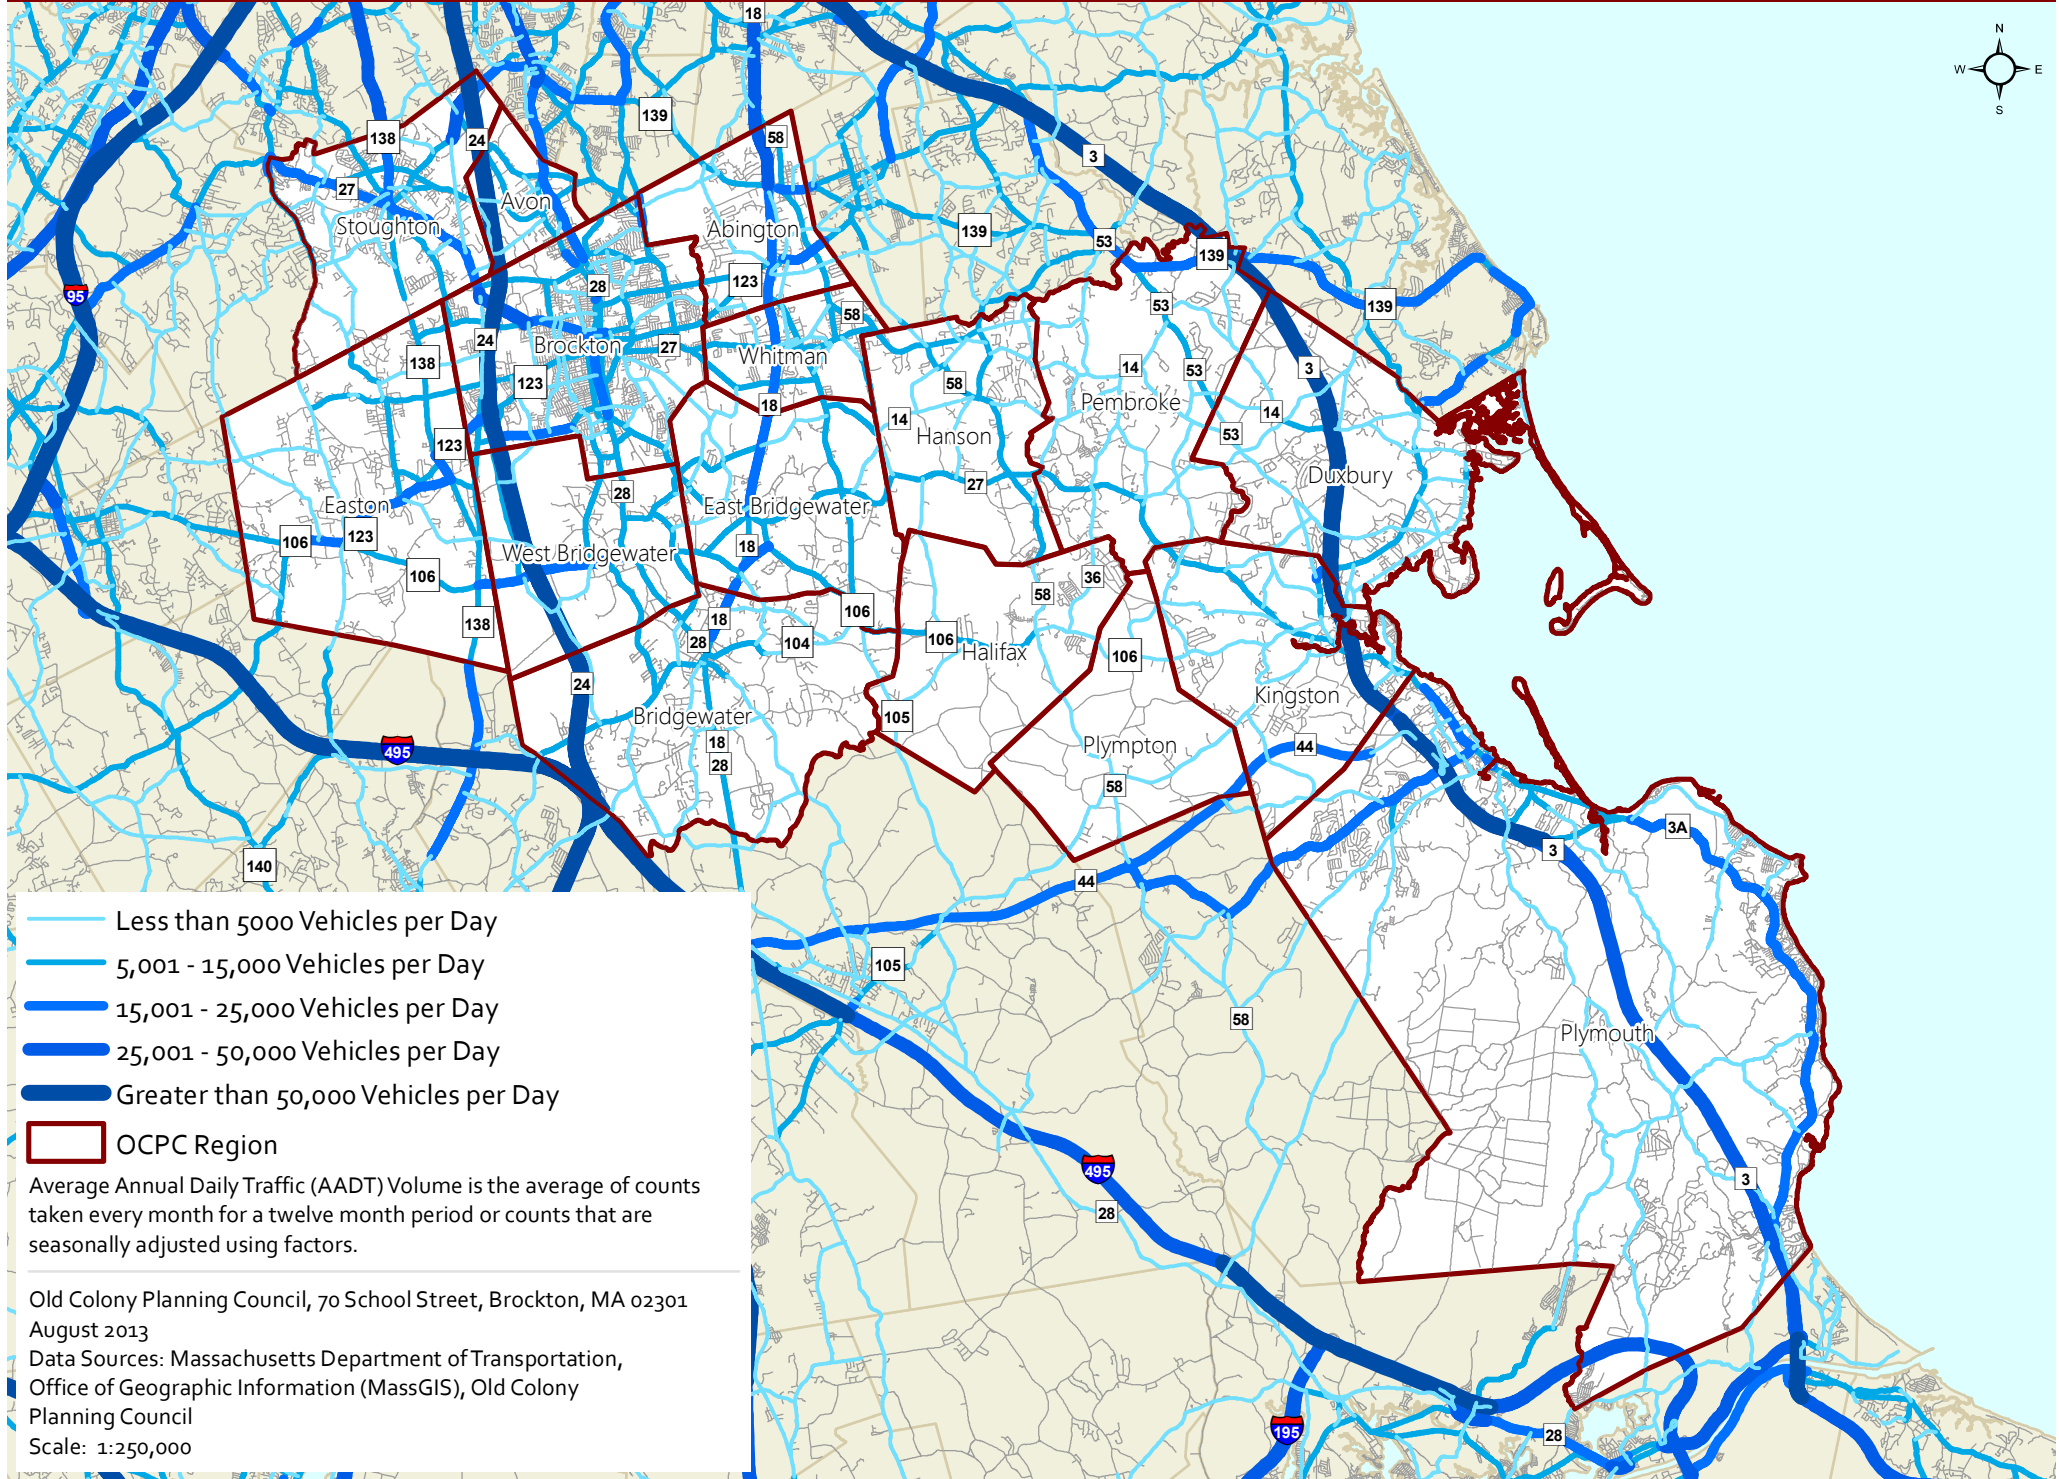 18
N
W E
S
138
24
139
58
3
27
Avon
Stoughton
Abington
139
53
139
95
28
123
53
139
58
24
138
Brockton
27
Whitman
14
53
3
123
58
18
14
Pembroke
14
123
Hanson
53
28
27
Duxbury
Easton
East Bridgewater
106
123
18
West Bridgewater
106
36
58
138
18
106
28
104
106
Halifax
106
24
Kingston
105
Bridgewater
18
28
495
Plympton
44
58
3A
140
3
44
105
58
Plymouth
495
28
3
195
28
Less than 5000 Vehicles per Day
5,001 - 15,000 Vehicles per Day
15,001 - 25,000 Vehicles per Day
25,001 - 50,000 Vehicles per Day
Greater than 50,000 Vehicles per Day
OCPC Region
Average Annual Daily Traffic (AADT) Volume is the average of counts
taken every month for a twelve month period or counts that are
seasonally adjusted using factors.
Old Colony Planning Council, 70 School Street, Brockton, MA 02301
August 2013
Data Sources: Massachusetts Department of Transportation,
Office of Geographic Information (MassGIS), Old Colony
Planning Council
Scale: 1:250,000